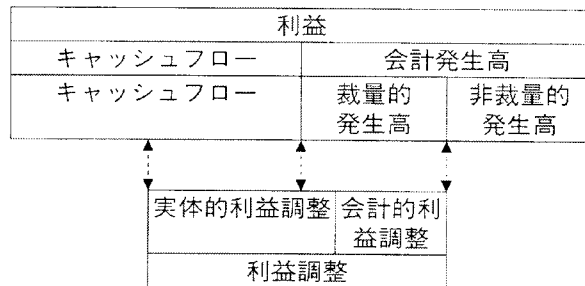 利益
キャッシュフロー 会計発生高
キャッシュフロー 裁量的 非裁量的
発生高 発生高
実体的利益調整 会計的利
益調整
利益調整